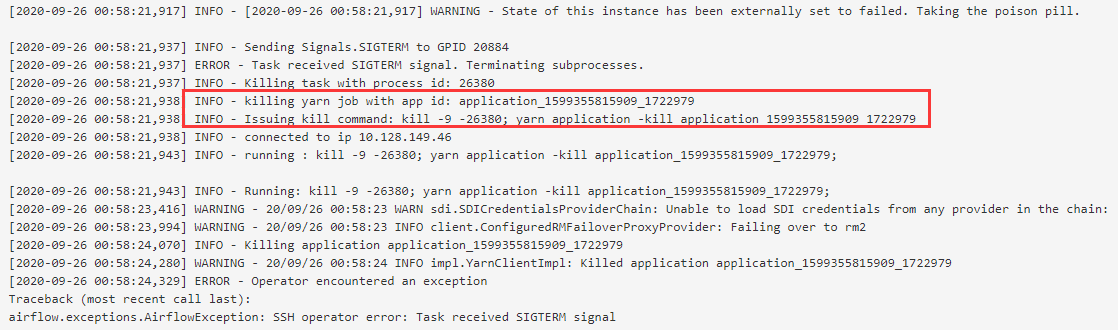 [2020-09-26 00:58:21,917] INFO - [2020-09-26 00:58:21,917] WARNING - State of this instance has been externally set to failed. Taking the poison pill.
[2020-09-26 00:58:21,937] INFO - Sending Signals.SIGTERM to GPID 20884
[2020-09-26 00:58:21,937] ERROR - Task received SIGTERM signal. Terminating subprocesses.
[2020-09-26 00:58:21,937] INFO - Killing task with process id: 26380
[2020-09-26 00:58:21,938 INFO - killing yarn job with app id: application_1599355815909_1722979
[2020-09-26 00:58:21,938 INFO - Issuing kill command: kill -9 -26380; yarn application -kill application_1599355815909_1722979
[2020-09-26 00:58:21,938] INFO - connected to ip 10.128.149.46
[2020-09-26 00:58:21,943] INFO - running : kill -9 -26380; yarn application -kill application_1599355815909_1722979;
[2020-09-26 00:58:21,943] INFO - Running: kill -9 -26380; yarn application -kill application_1599355815909_1722979;
[2020-09-26 00:58:23,416] WARNING - 20/09/26 00:58:23 WARN sdi.SDICredentialsProviderChain: Unable to load SDI credentials from any provider in the chain:
[2020-09-26 00:58:23,994] WARNING - 20/09/26 00:58:23 INFO client.ConfiguredRMFailoverProxyProvider: Failing over to rm2
[2020-09-26 00:58:24,070] INFO - Killing application application_1599355815909_1722979
[2020-09-26 00:58:24,280] WARNING - 20/09/26 00:58:24 INFO impl.YarnClientImpl: Killed application application_1599355815909_1722979
[2020-09-26 00:58:24,329] ERROR - Operator encountered an exception
Traceback (most recent call last):
airflow.exceptions.AirflowException: SSH operator error: Task received SIGTERM signal